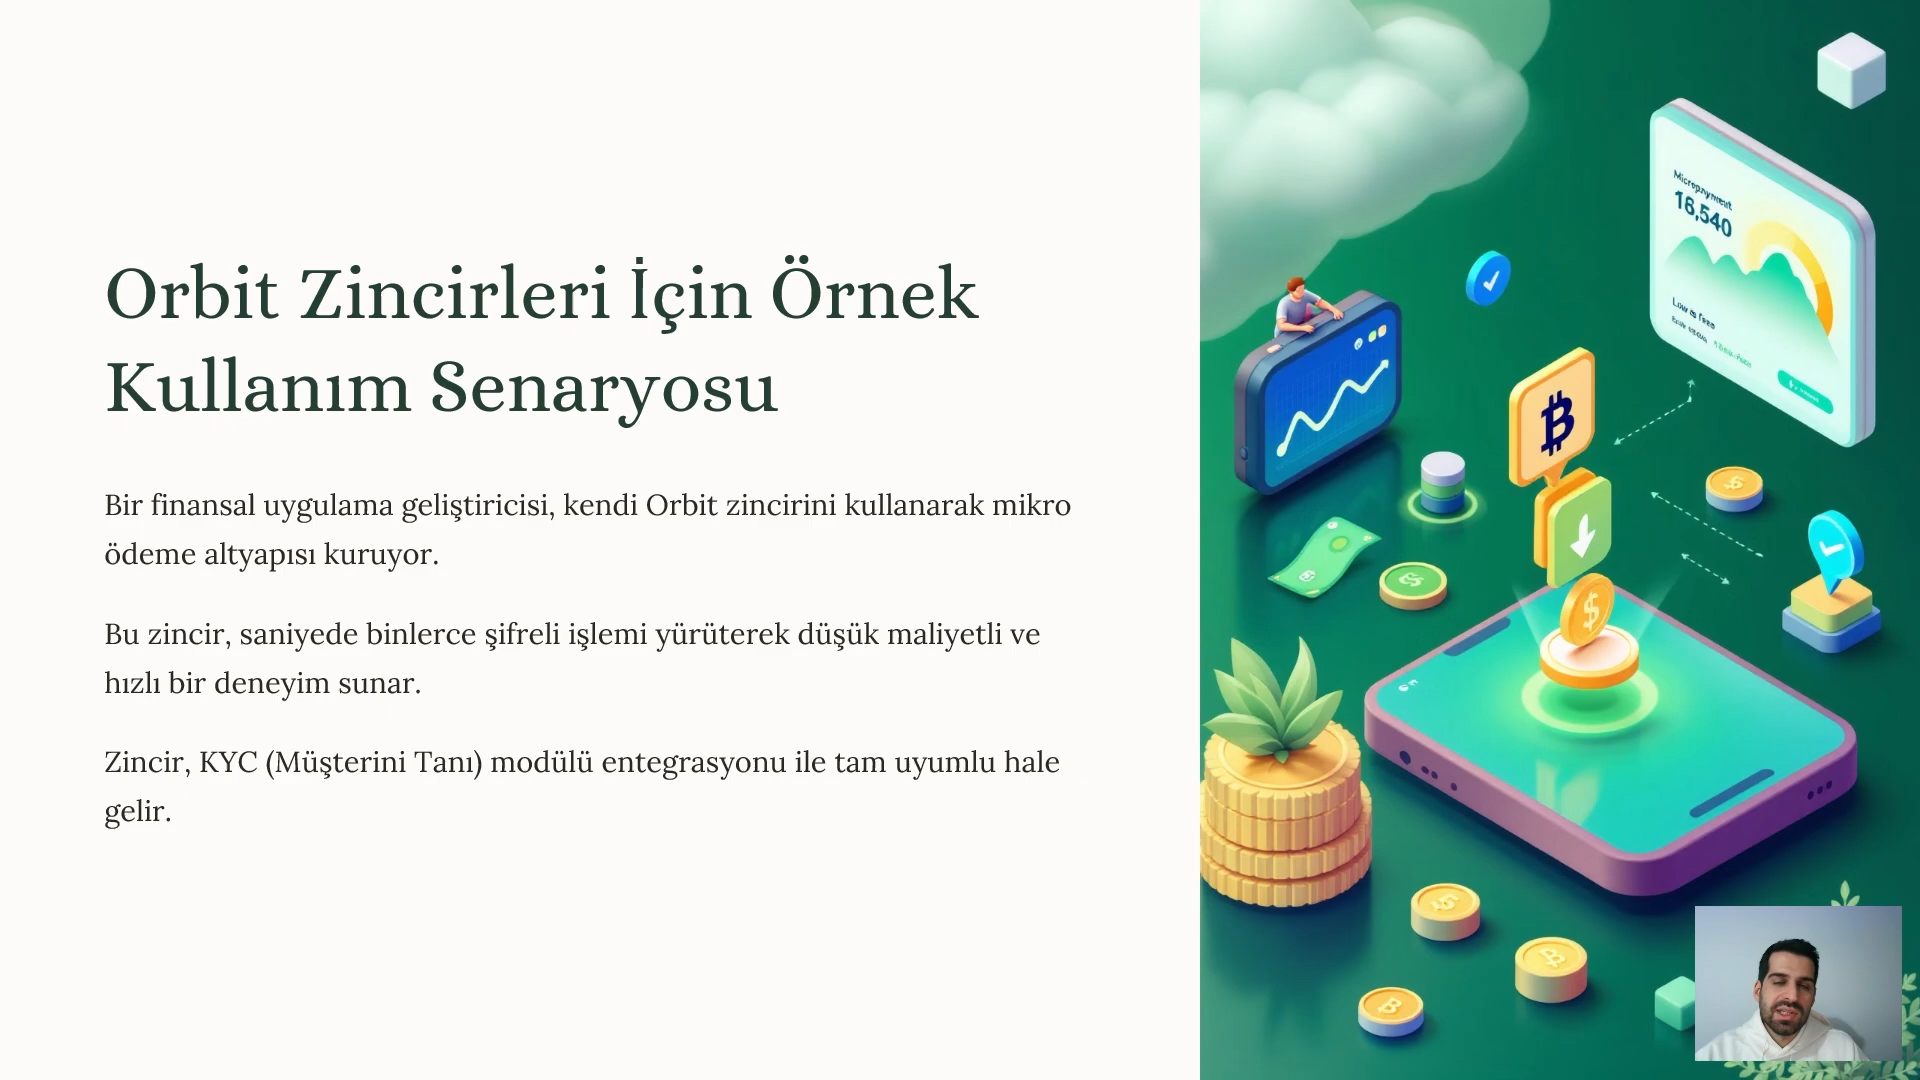 Orbit Zincirleri İçin Örnek
Kullanım Senaryosu
Bir finansal uygulama geliştiricisi, kendi Orbit zincirini kullanarak mikro
ödeme altyapısı kuruyor.
Bu zincir, saniyede binlerce şifreli işlemi yürüterek düşük maliyetli ve
hızlı bir deneyim sunar.
Zincir, KYC (Müşterini Tanı) modülü entegrasyonu ile tam uyumlu hale
gelir.
16,540